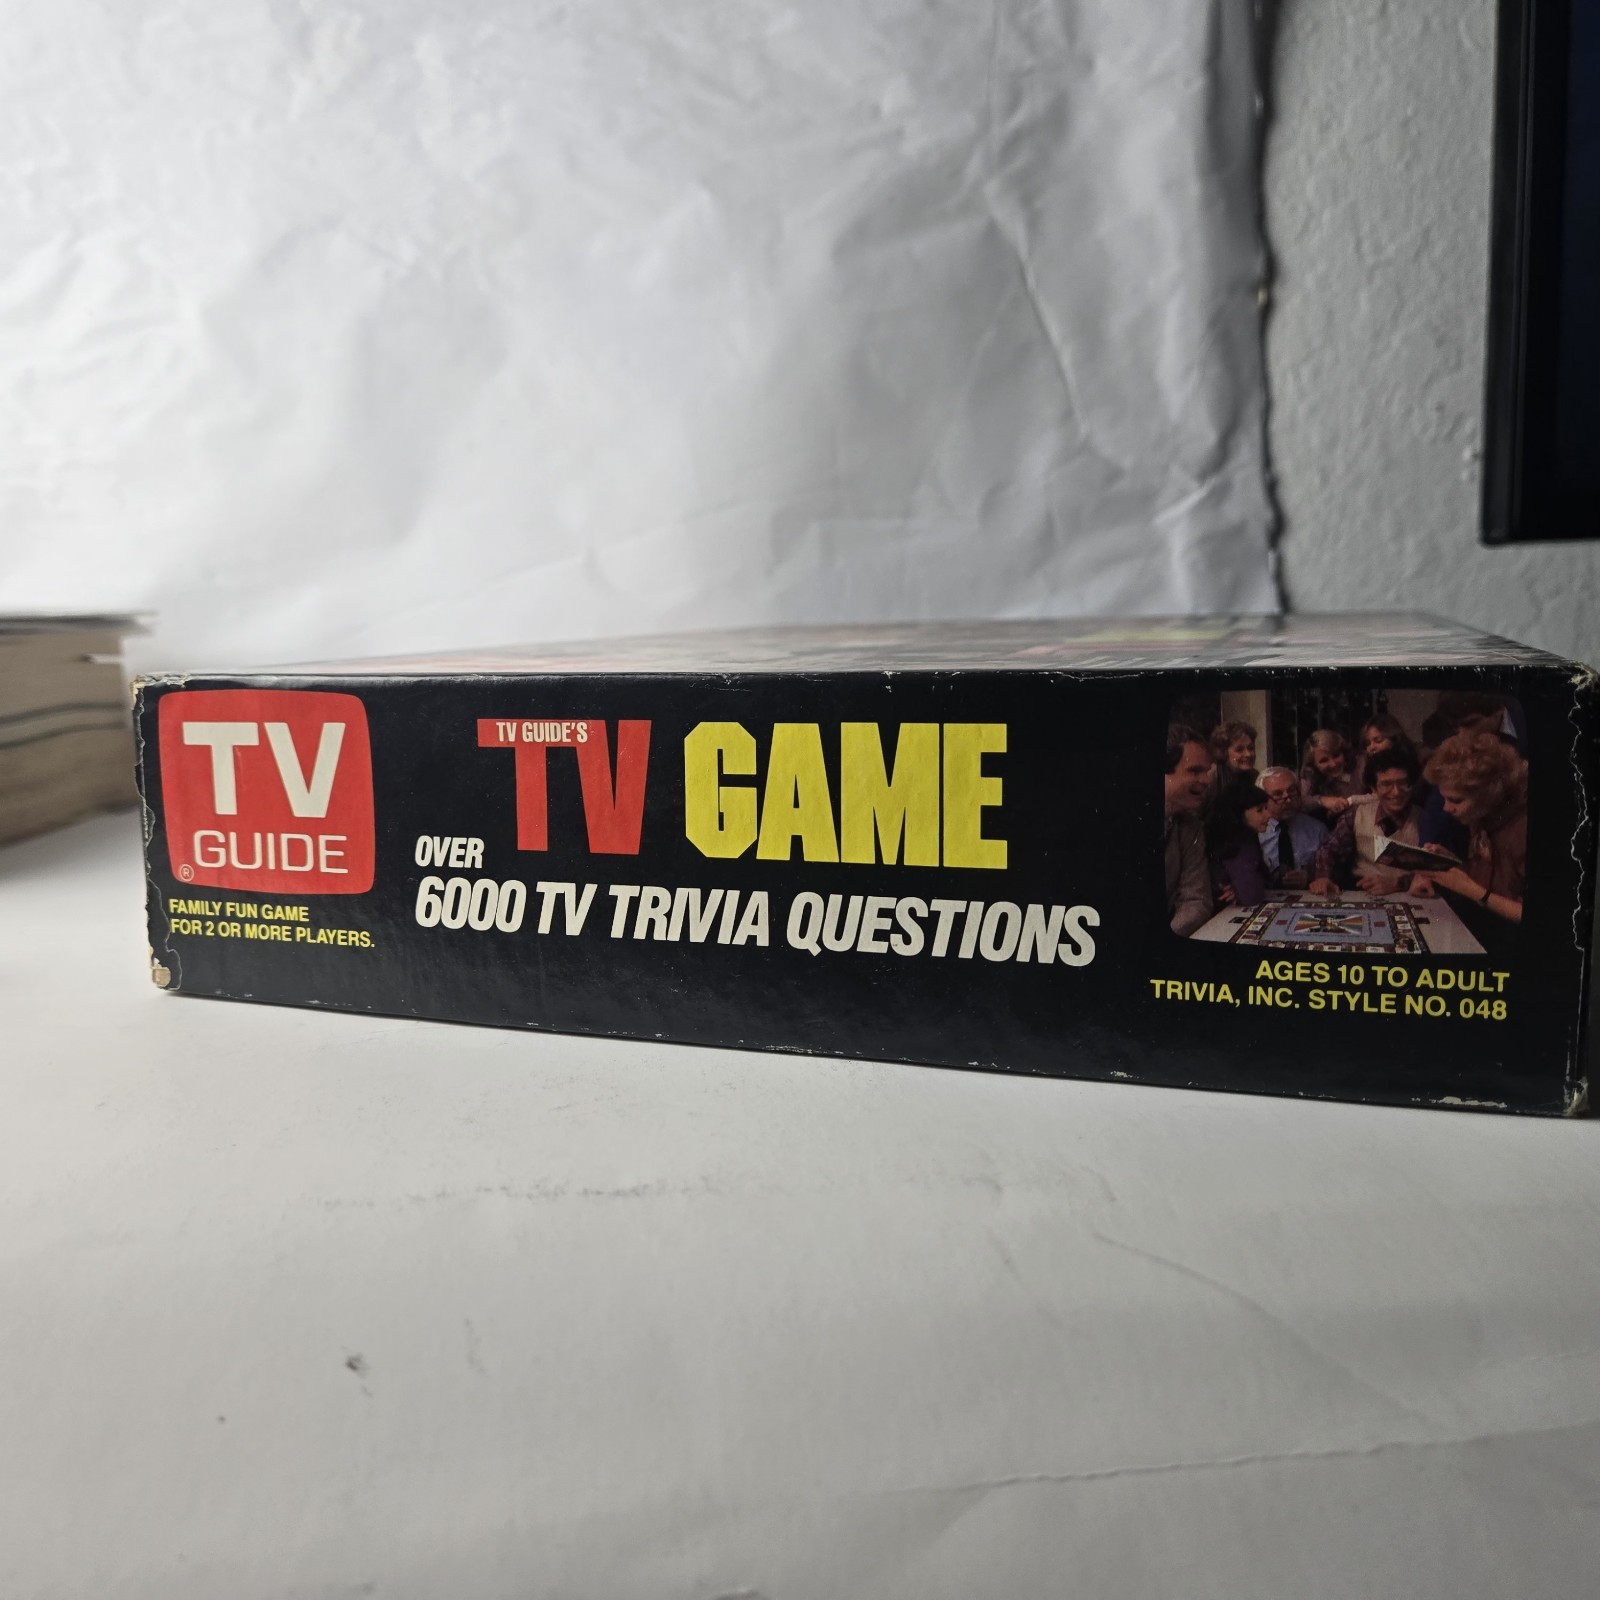 TV
GUIDE
®
FAMILY FUN GAME
FOR 2 OR MORE PLAYERS.
TV GUIDE'S
TV GAME
OVER
6000 TV TRIVIA QUESTIONS
AGES 10 TO ADULT
TRIVIA, INC. STYLE NO. 048